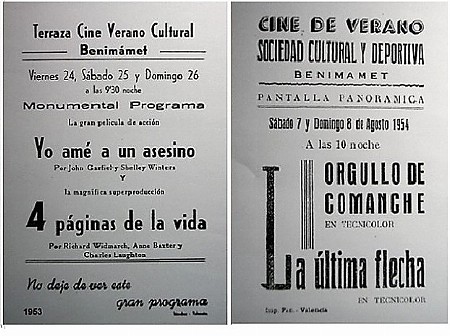 Terraza Cine Verano Cultural
Benimámet
Viernes 24, Sábado 25 y Domingo 26
a las 9'30 noche
Monumental Programa
La gran película de acción
Yo amé a un asesino
Por John Garfiel y Shelley Winters
Y
la magnífica superproducción
4 páginas de la vida
Por Richard Widmarch, Anne Baxter y
Charles Laughton
No deje de ver este
gran programa
1953
CINE DE VERANO
SOCIEDAD CULTURAL Y DEPORTIVA
BENIMAMET
PANTALLA PANORAMICA
Sábado 7 y Domingo 8 de Agosto 1954
A las 10 noche
ORGULLO DE
COMANCHE
EN TECNICOLOR
La última flecha
EN TECNICOLOR
Valencia